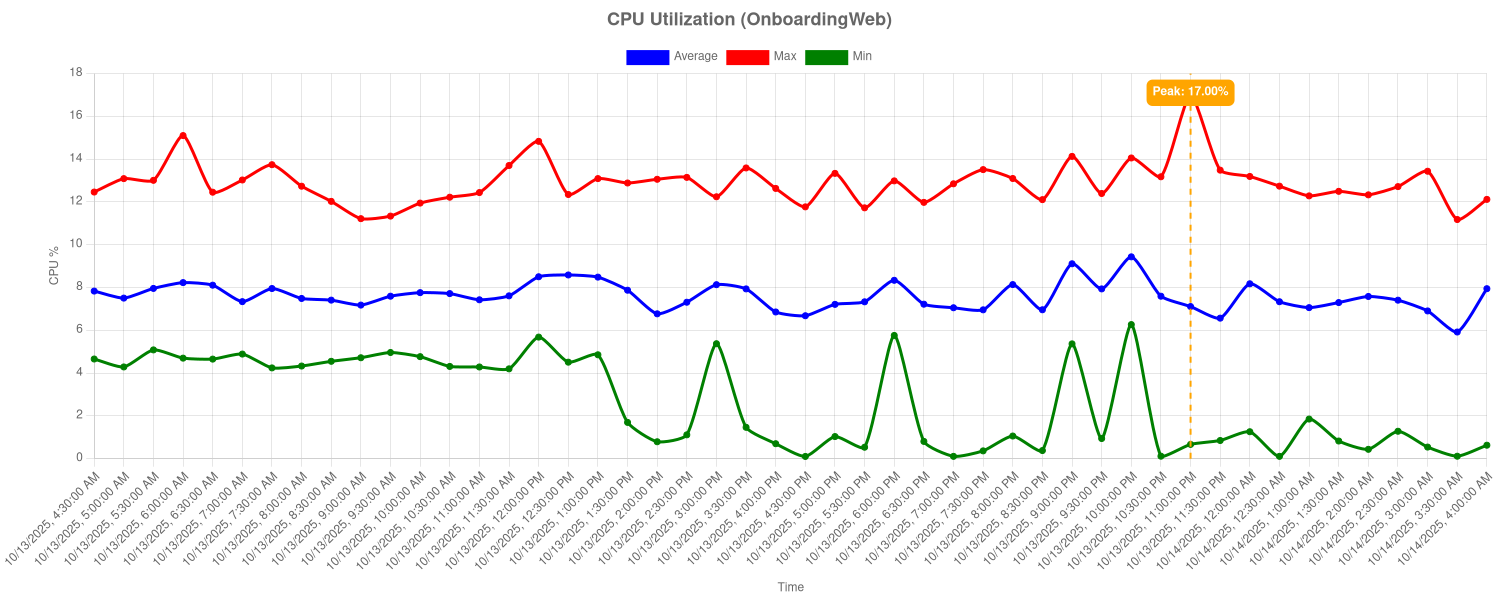 CPU Utilization (OnboardingWeb)
Average
Max
Min
Peak: 17.00%
18
16
14
12
10
8
6
4
2
0
CPU %
10/13/2025, 4:30:00 AM
10/13/2025, 5:00:00 AM
10/13/2025, 5:30:00 AM
10/13/2025, 6:00:00 AM
10/13/2025, 6:30:00 AM
10/13/2025, 7:00:00 AM
10/13/2025, 7:30:00 AM
10/13/2025, 8:00:00 AM
10/13/2025, 8:30:00 AM
10/13/2025, 9:00:00 AM
10/13/2025, 9:30:00 AM
10/13/2025, 10:00:00 AM
10/13/2025, 10:30:00 AM
10/13/2025, 11:00:00 AM
10/13/2025, 11:30:00 AM
10/13/2025, 12:00:00 PM
10/13/2025, 12:30:00 PM
10/13/2025, 1:00:00 PM
10/13/2025, 1:30:00 PM
10/13/2025, 2:00:00 PM
10/13/2025, 2:30:00 PM
10/13/2025, 3:00:00 PM
10/13/2025, 3:30:00 PM
10/13/2025, 4:00:00 PM
10/13/2025, 4:30:00 PM
10/13/2025, 5:00:00 PM
10/13/2025, 5:30:00 PM
10/13/2025, 6:00:00 PM
10/13/2025, 6:30:00 PM
10/13/2025, 7:00:00 PM
10/13/2025, 7:30:00 PM
10/13/2025, 8:00:00 PM
10/13/2025, 8:30:00 PM
10/13/2025, 9:00:00 PM
10/13/2025, 9:30:00 PM
10/13/2025, 10:00:00 PM
10/13/2025, 10:30:00 PM
10/13/2025, 11:00:00 PM
10/13/2025, 11:30:00 PM
10/14/2025, 12:00:00 AM
10/14/2025, 12:30:00 AM
10/14/2025, 1:00:00 AM
10/14/2025, 1:30:00 AM
10/14/2025, 2:00:00 AM
10/14/2025, 2:30:00 AM
10/14/2025, 3:00:00 AM
10/14/2025, 3:30:00 AM
10/14/2025, 4:00:00 AM
Time